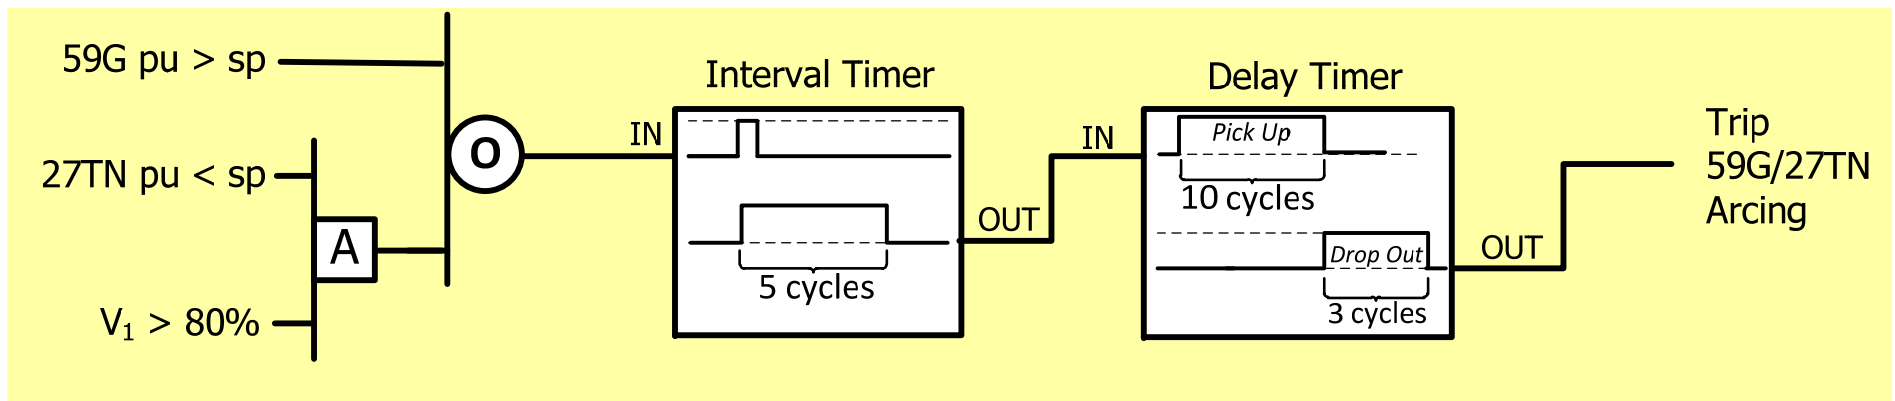 59G pu > sp
27TN pu < sp
V₁ > 80%
A
O
IN
Interval Timer
5 cycles
OUT
IN
Delay Timer
Pick Up
10 cycles
Drop Out
3 cycles
OUT
Trip
59G/27TN
Arcing